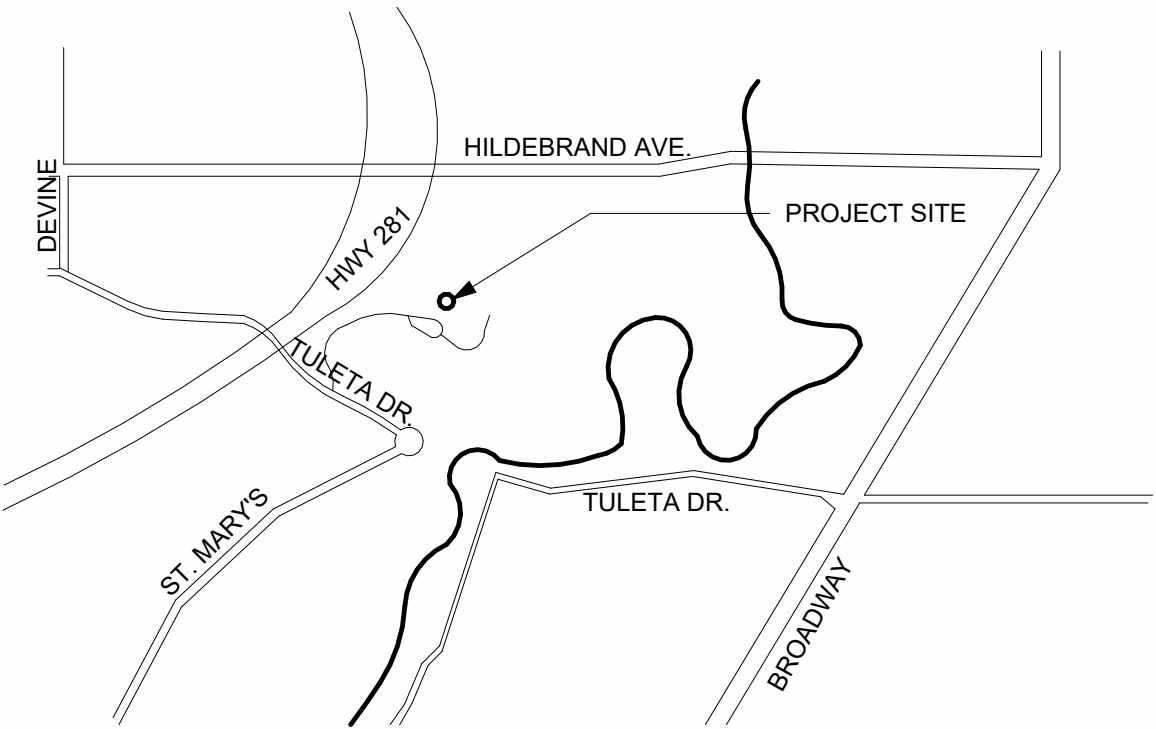 HILDEBRAND AVE.
DEVINE
PROJECT SITE
HWY 281
TULETA DR.
TULETA DR.
ST. MARY'S
BROADWAY